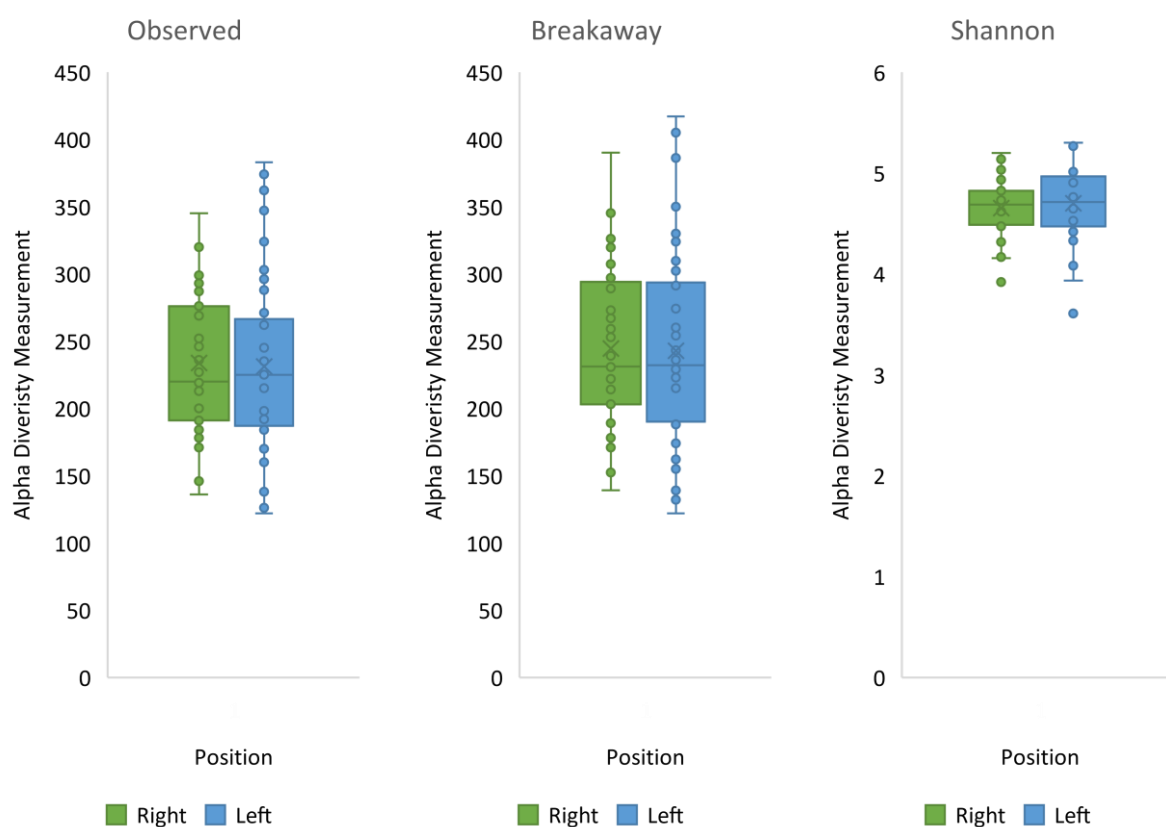 Observed
Alpha Diveristy Measurement
450
400
350
300
250
200
150
100
50
0
Position
Right Left
Breakaway
Alpha Diveristy Measurement
450
400
350
300
250
200
150
100
50
0
Position
Right Left
Shannon
Alpha Diveristy Measurement
6
5
4
3
2
1
0
Position
Right Left